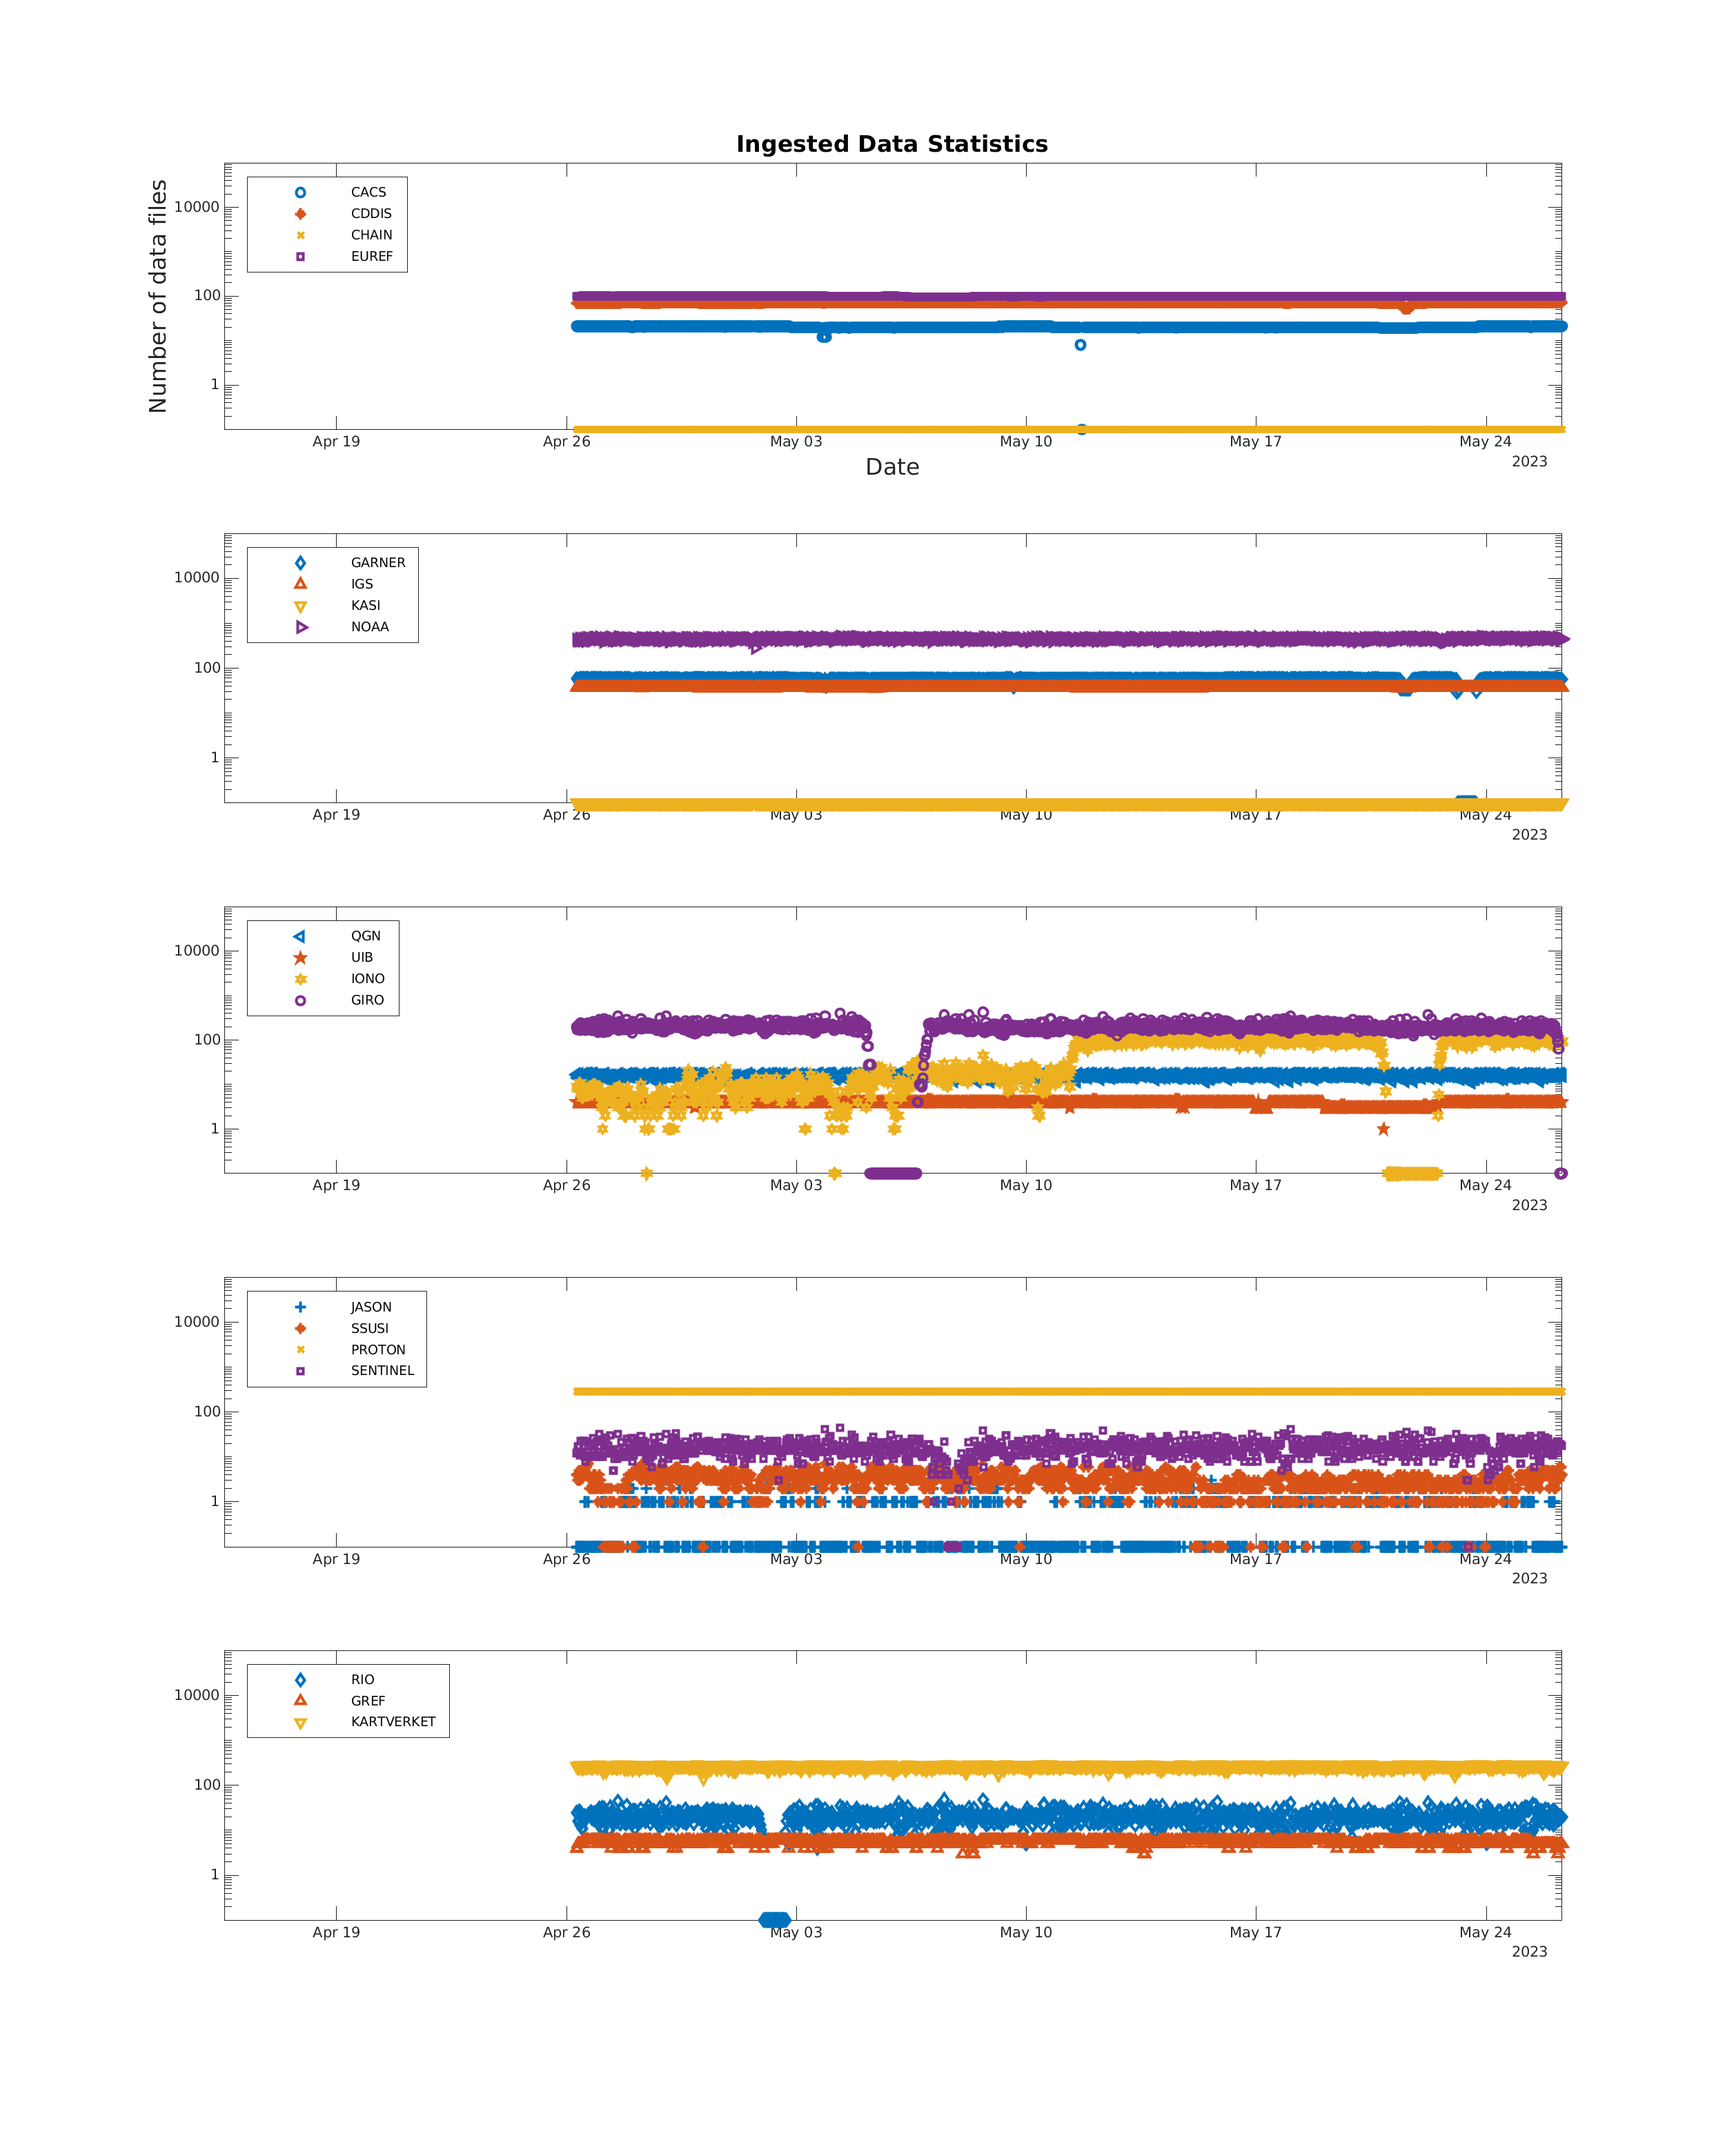 Ingested Data Statistics
Number of data files
CACS
CDDIS
CHAIN
EUREF
10000
100
1
Apr 19 Apr 26 May 03 May 10 May 17 May 24
2023
Date
GARNER
IGS
KASI
NOAA
10000
100
1
Apr 19 Apr 26 May 03 May 10 May 17 May 24
2023
QGN
UIB
IONO
GIRO
10000
100
1
Apr 19 Apr 26 May 03 May 10 May 17 May 24
2023
JASON
SSUSI
PROTON
SENTINEL
10000
100
1
Apr 19 Apr 26 May 03 May 10 May 17 May 24
2023
RIO
GREF
KARTVERKET
10000
100
1
Apr 19 Apr 26 May 03 May 10 May 17 May 24
2023